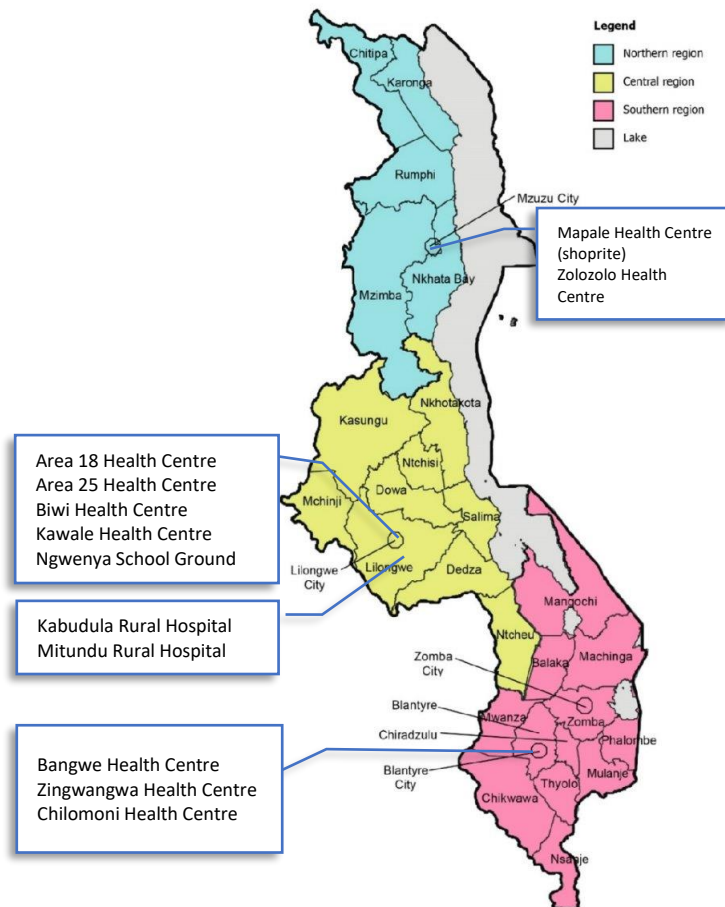 Legend
Northern region
Central region
Southern region
Lake
Chitipa
Karonga
Rumphi
Mzuzu City
Mapale Health Centre
(shoprite)
Zolozolo Health
Centre
Nkhata Bay
Mzimba
Nkhotakota
Kasungu
Ntchisi
Dowa
Mchinji
Salima
Area 18 Health Centre
Area 25 Health Centre
Biwi Health Centre
Kawale Health Centre
Ngwenya School Ground
Lilongwe
City
Lilongwe
Dedza
Kabudula Rural Hospital
Mitundu Rural Hospital
Mangochi
Ntcheu
Zomba
City
Balaka
Machinga
Blantyre
Mwanza
Zomba
Chiradzulu
Phalombe
Blantyre
City
Mulanje
Thyolo
Chikwawa
Bangwe Health Centre
Zingwangwa Health Centre
Chilomoni Health Centre
Nsanje